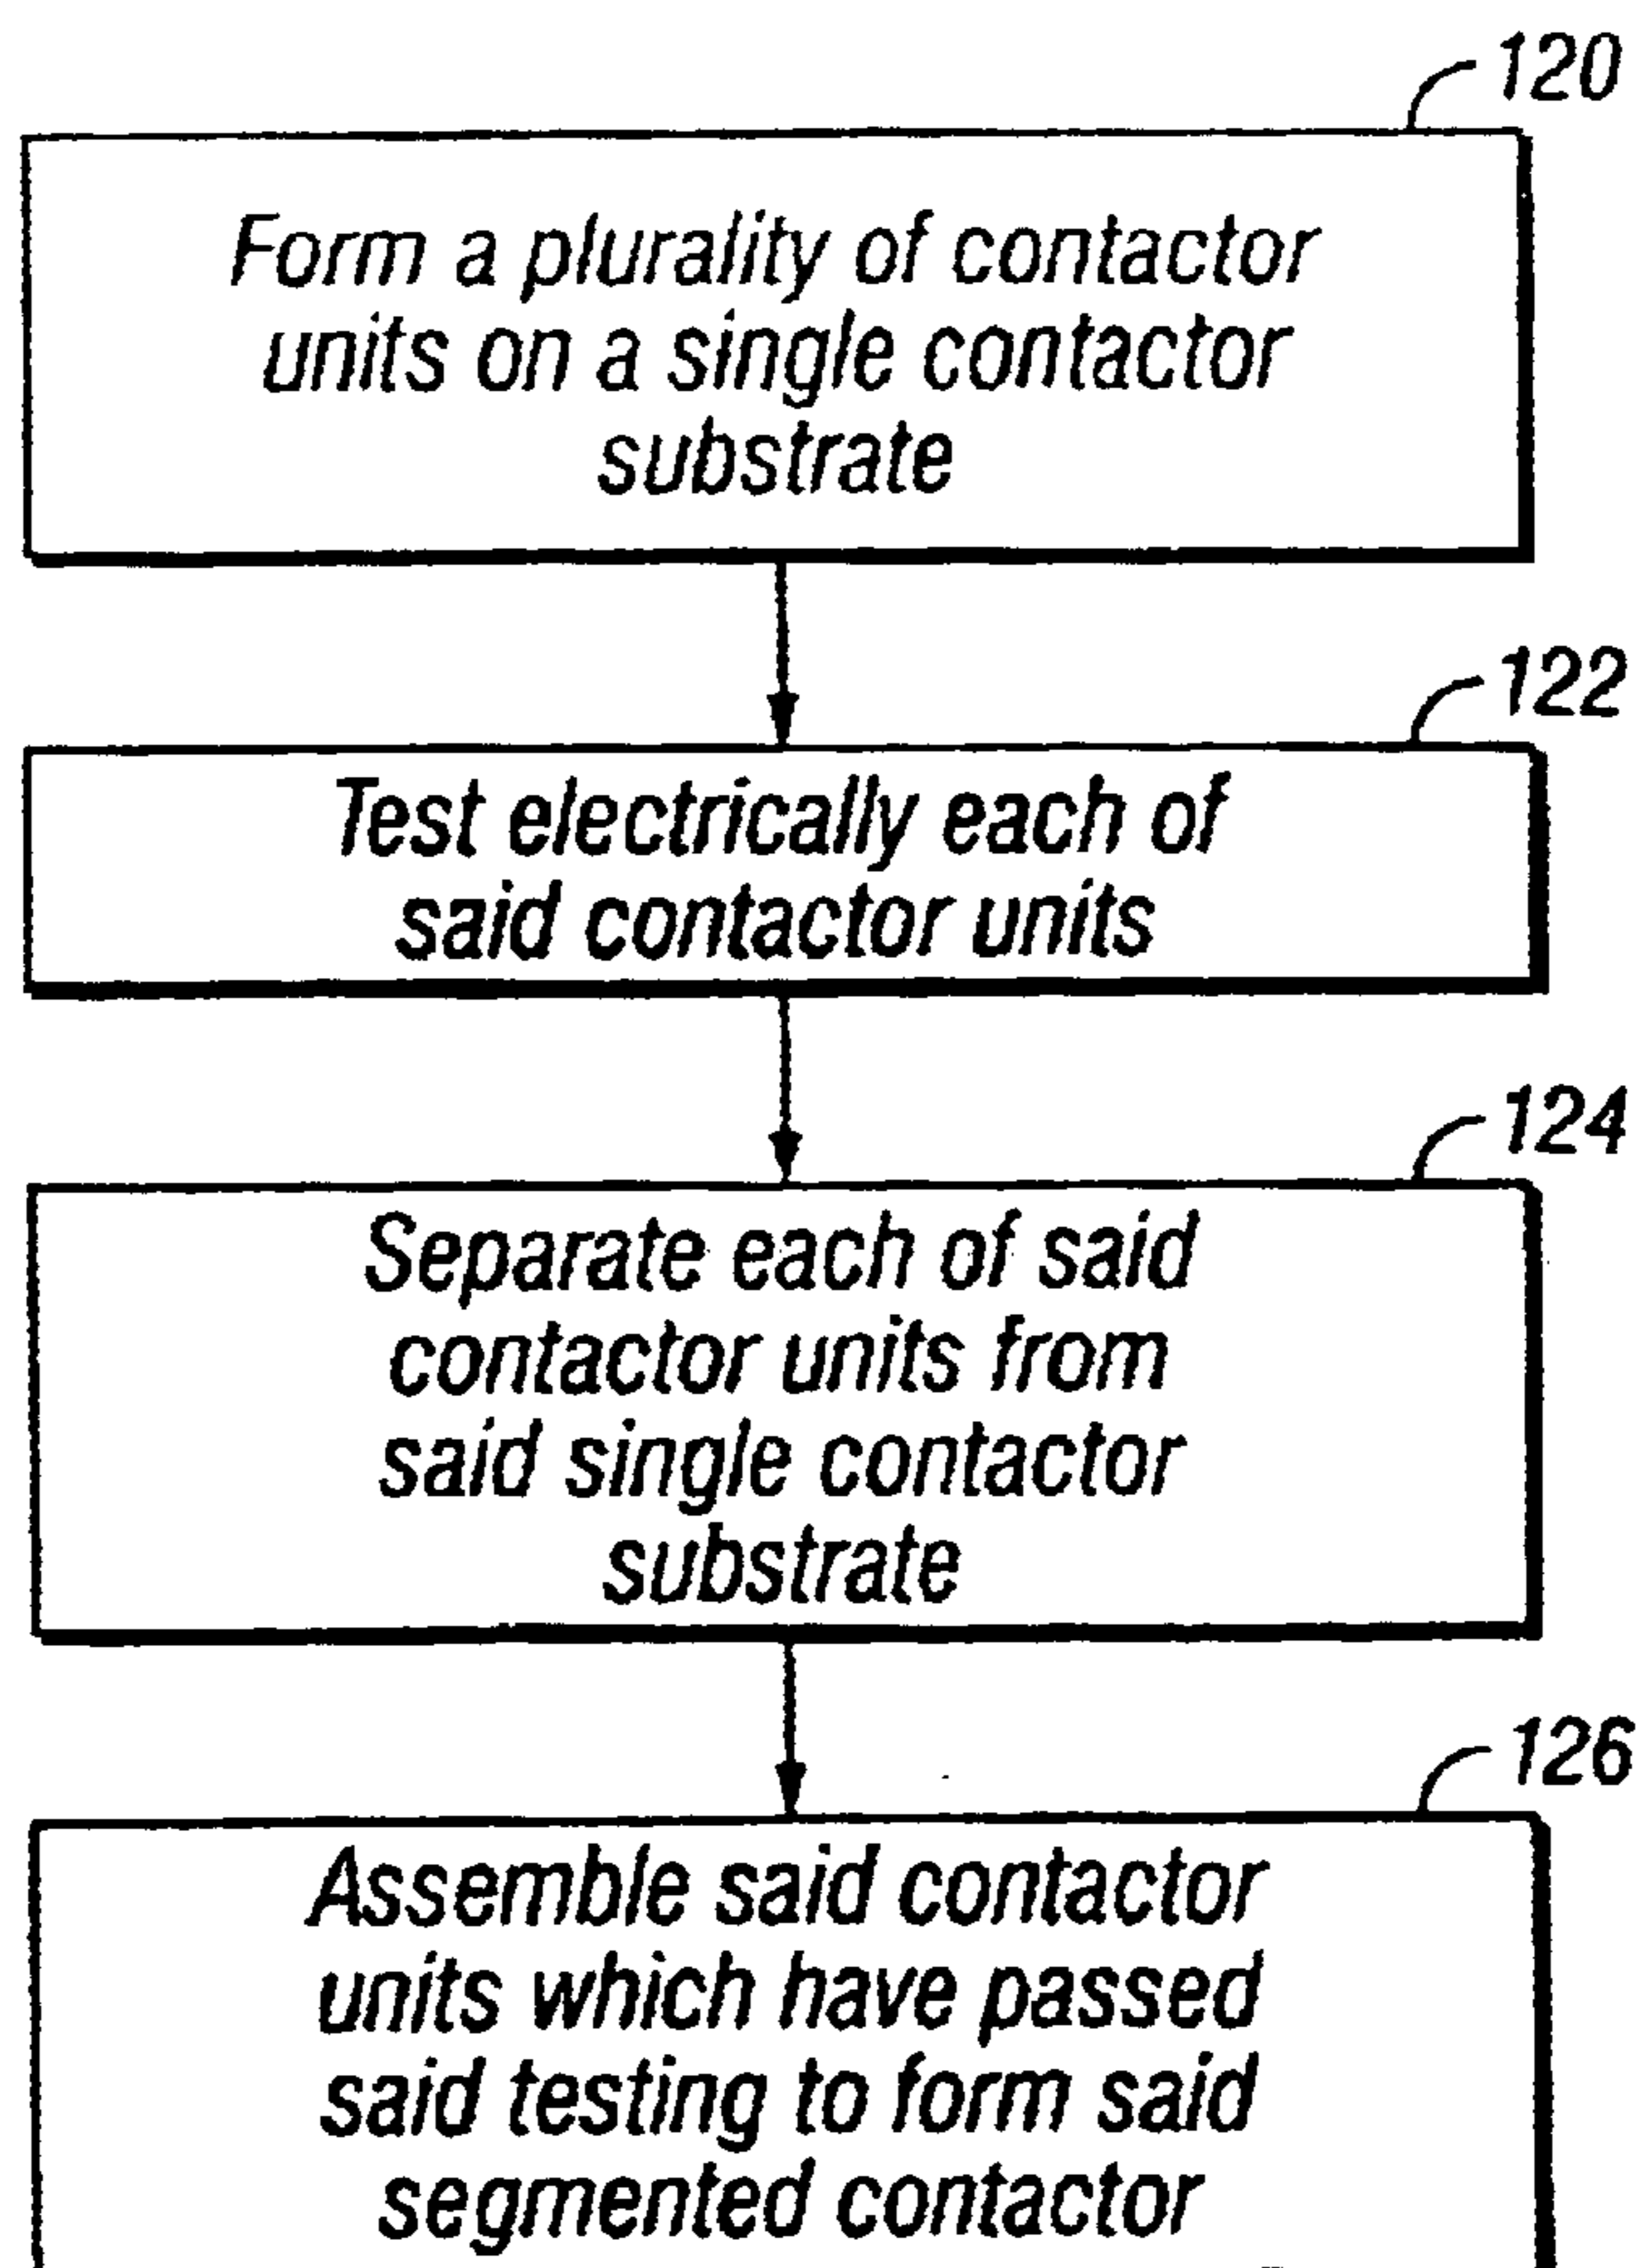 120
Form a plurality of contactor
units on a single contactor
substrate
122
Test electrically each of
said contactor units
124
Separate each of said
contactor units from
said single contactor
substrate
126
Assemble said contactor
units which have passed
said testing to form said
segmented contactor